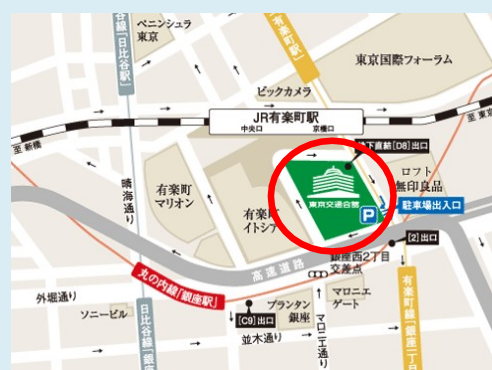 日比谷線「日比谷駅」
ペニンシュラ
東京
有楽町線「有楽町駅」
東京国際フォーラム
ビックカメラ
JR有楽町駅
中央口
京橋口
至 新橋
至 東京
地下直結[D8]出口
ロフト
無印良品
東京交通会館
P
駐車場出入口
晴海通り
有楽町
マリオン
有楽町
イトシア
[2]出口
銀座西2丁目
交差点
高速道路
丸の内線「銀座駅」
外堀通り
ソニービル
日比谷線「銀座
[C9]出口
プランタン
銀座
並木通り
マロニエ
ゲート
マロニエ通り
有楽町線「銀座一丁目